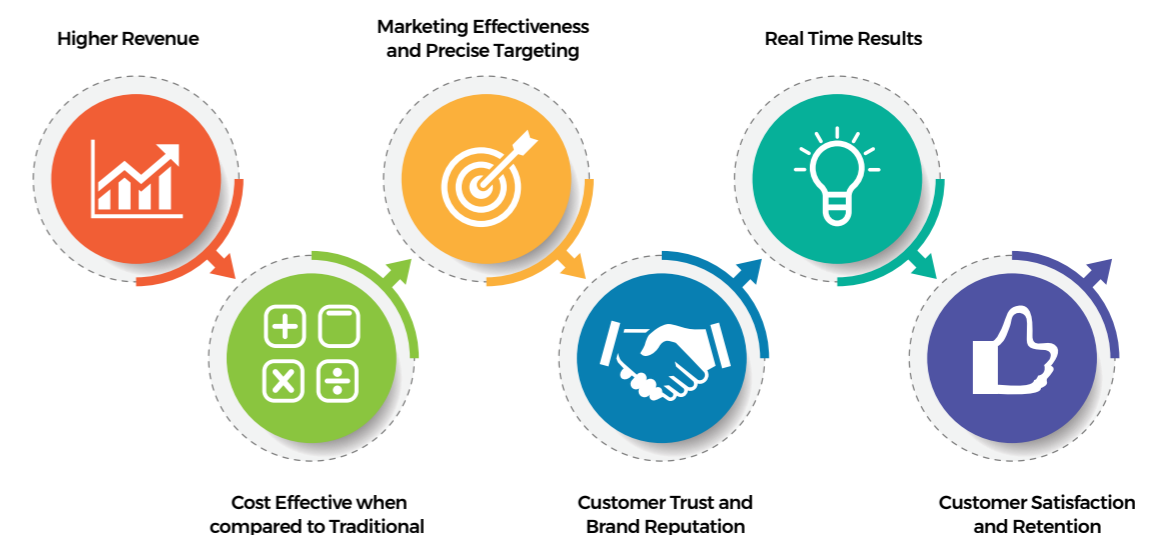 Higher Revenue
Marketing Effectiveness
and Precise Targeting
Real Time Results
Cost Effective when
compared to Traditional
Customer Trust and
Brand Reputation
Customer Satisfaction
and Retention